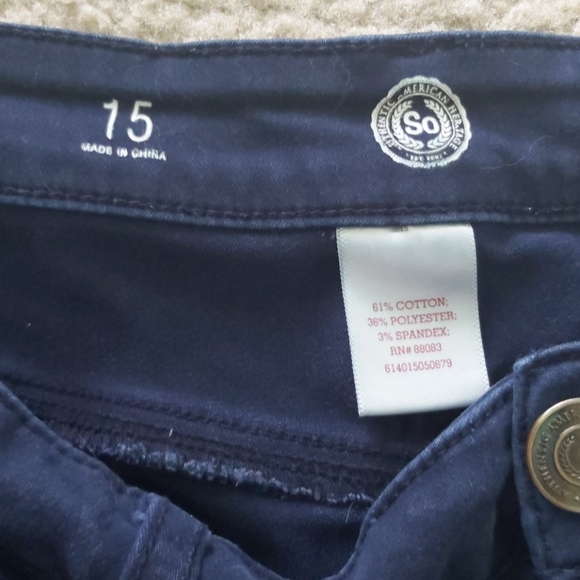 15
MADE IN CHINA
AUTHENTIC AMERICAN HERITAGE
So
61% COTTON;
36% POLYESTER;
3% SPANDEX;
RN# 88083
614015050679